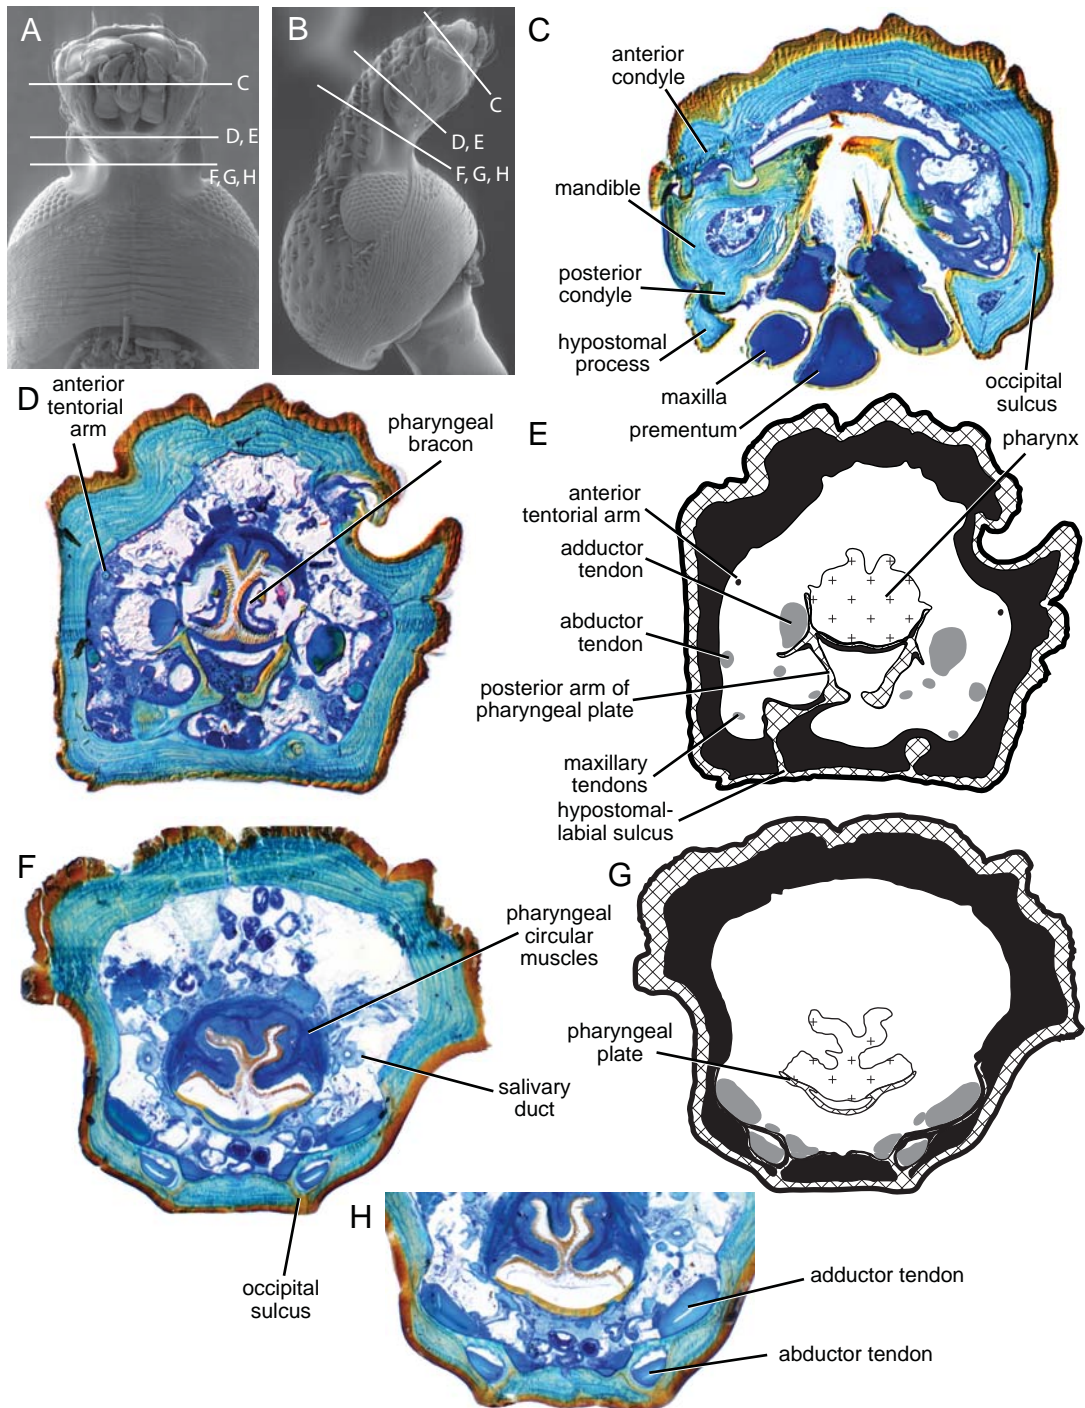 A
C
D, E
F, G, H
B
C
D, E
F, G, H
C
anterior
condyle
mandible
posterior
condyle
hypostomal
process
maxilla
prementum
occipital
sulcus
D
anterior
tentorial
arm
pharyngeal
bracon
E
pharynx
anterior
tentorial arm
adductor
tendon
abductor
tendon
posterior arm of
pharyngeal plate
maxillary
tendons
hypostomal-
labial sulcus
F
pharyngeal
circular
muscles
salivary
duct
occipital
sulcus
G
pharyngeal
plate
H
adductor tendon
abductor tendon